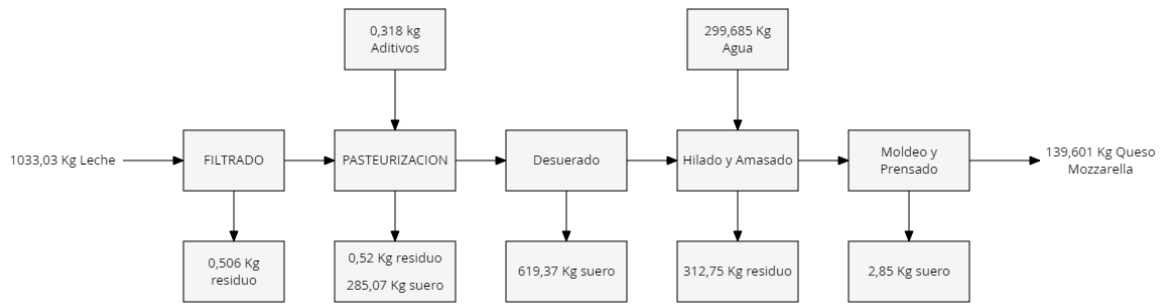 0,318 kg
Aditivos
299,685 Kg
Agua
1033,03 Kg Leche
FILTRADO
PASTEURIZACION
Desuerado
Hilado y Amasado
Moldeo y
Prensado
139,601 Kg Queso
Mozzarella
0,506 Kg
residuo
0,52 Kg residuo
285,07 Kg suero
619,37 Kg suero
312,75 Kg residuo
2,85 Kg suero